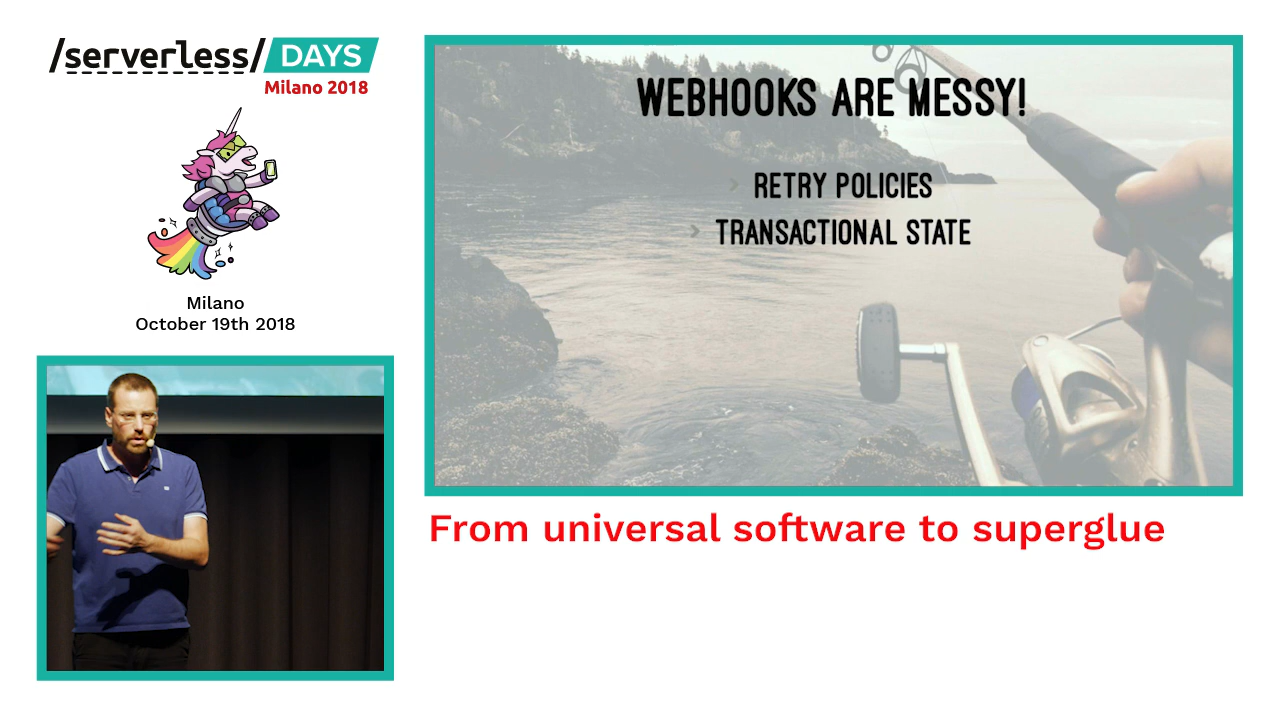 /serverless/ DAYS
Milano 2018
Milano
October 19th 2018
WEBHOOKS ARE MESSY!
RETRY POLICIES
TRANSACTIONAL STATE
From universal software to superglue